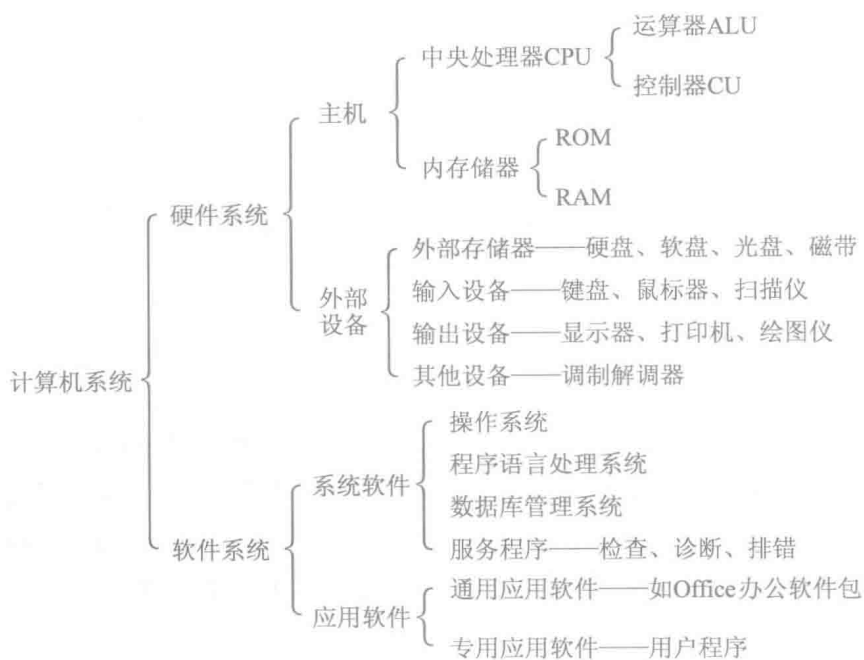 运算器ALU
中央处理器CPU
控制器CU
主机
ROM
内存储器
RAM
硬件系统
外部存储器——硬盘、软盘、光盘、磁带
外部
设备
输入设备——键盘、鼠标器、扫描仪
输出设备——显示器、打印机、绘图仪
其他设备——调制解调器
计算机系统
操作系统
系统软件
程序语言处理系统
数据库管理系统
服务程序——检查、诊断、排错
软件系统
通用应用软件——如Office办公软件包
应用软件
专用应用软件——用户程序